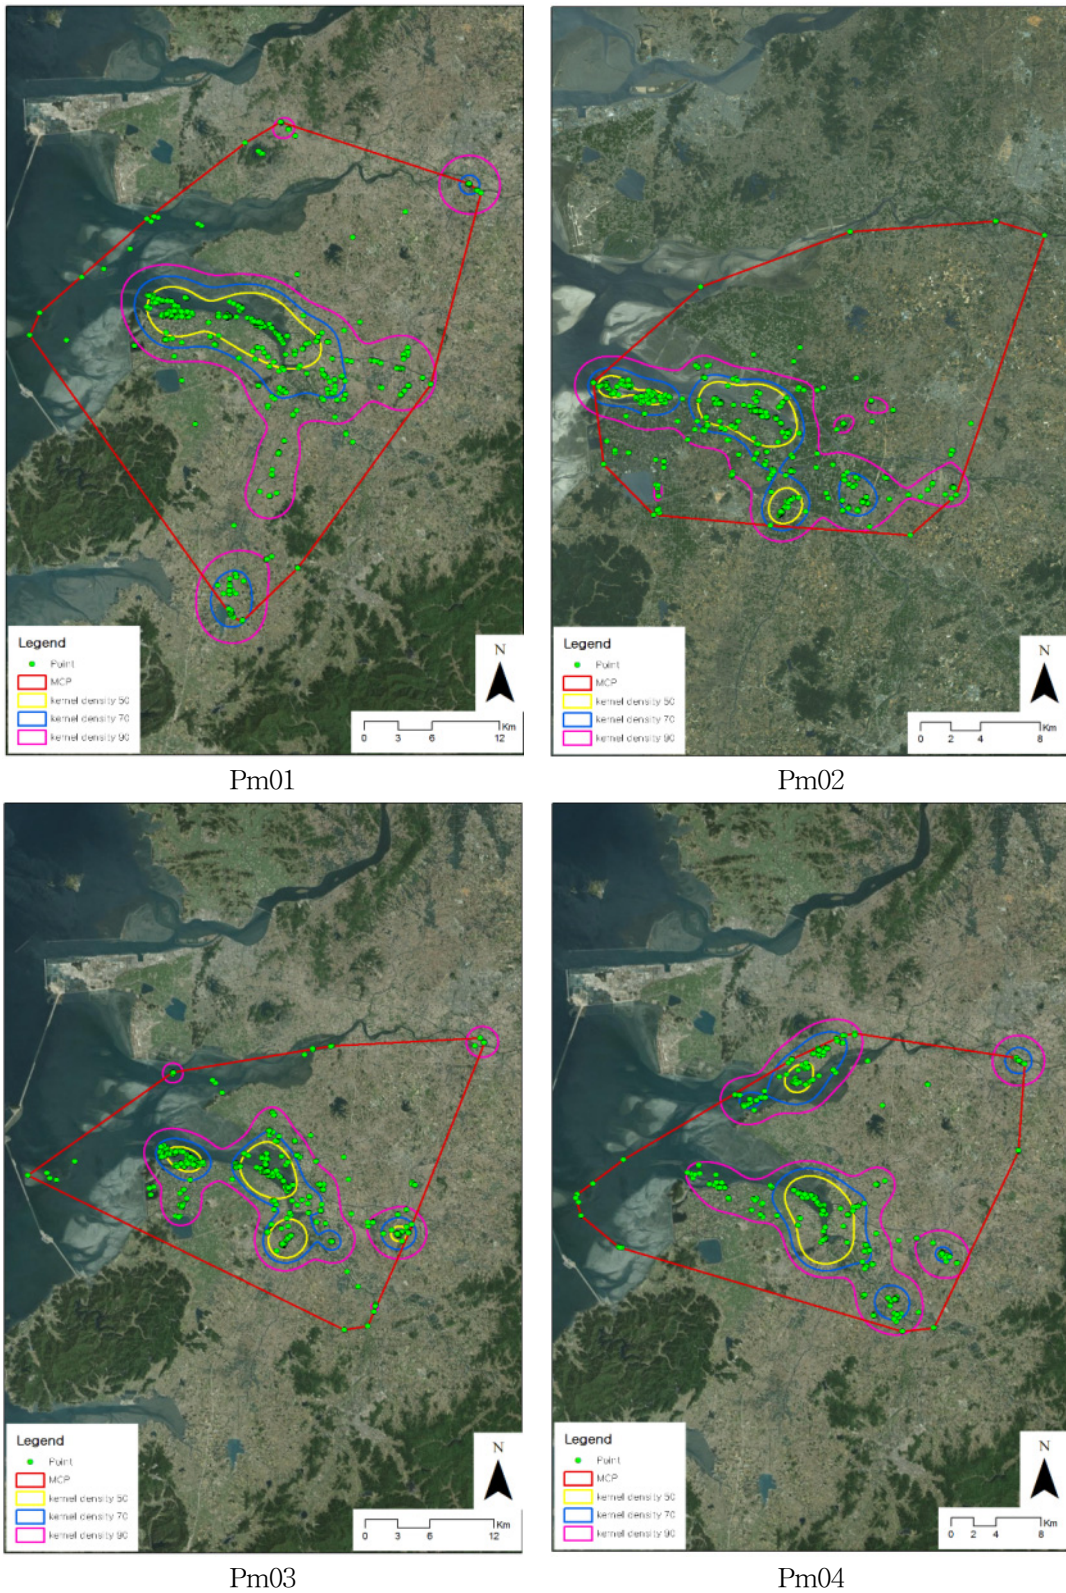 Legend
Point
MCP
kernel density 50
kernel density 70
kernel density 90
N
0 3 6 12 Km
Pm01
Legend
Point
MCP
kernel density 50
kernel density 70
kernel density 90
N
0 2 4 8 Km
Pm02
Legend
Point
MCP
kernel density 50
kernel density 70
kernel density 90
N
0 3 6 12 Km
Pm03
Legend
Point
MCP
kernel density 50
kernel density 70
kernel density 90
N
0 2 4 8 Km
Pm04